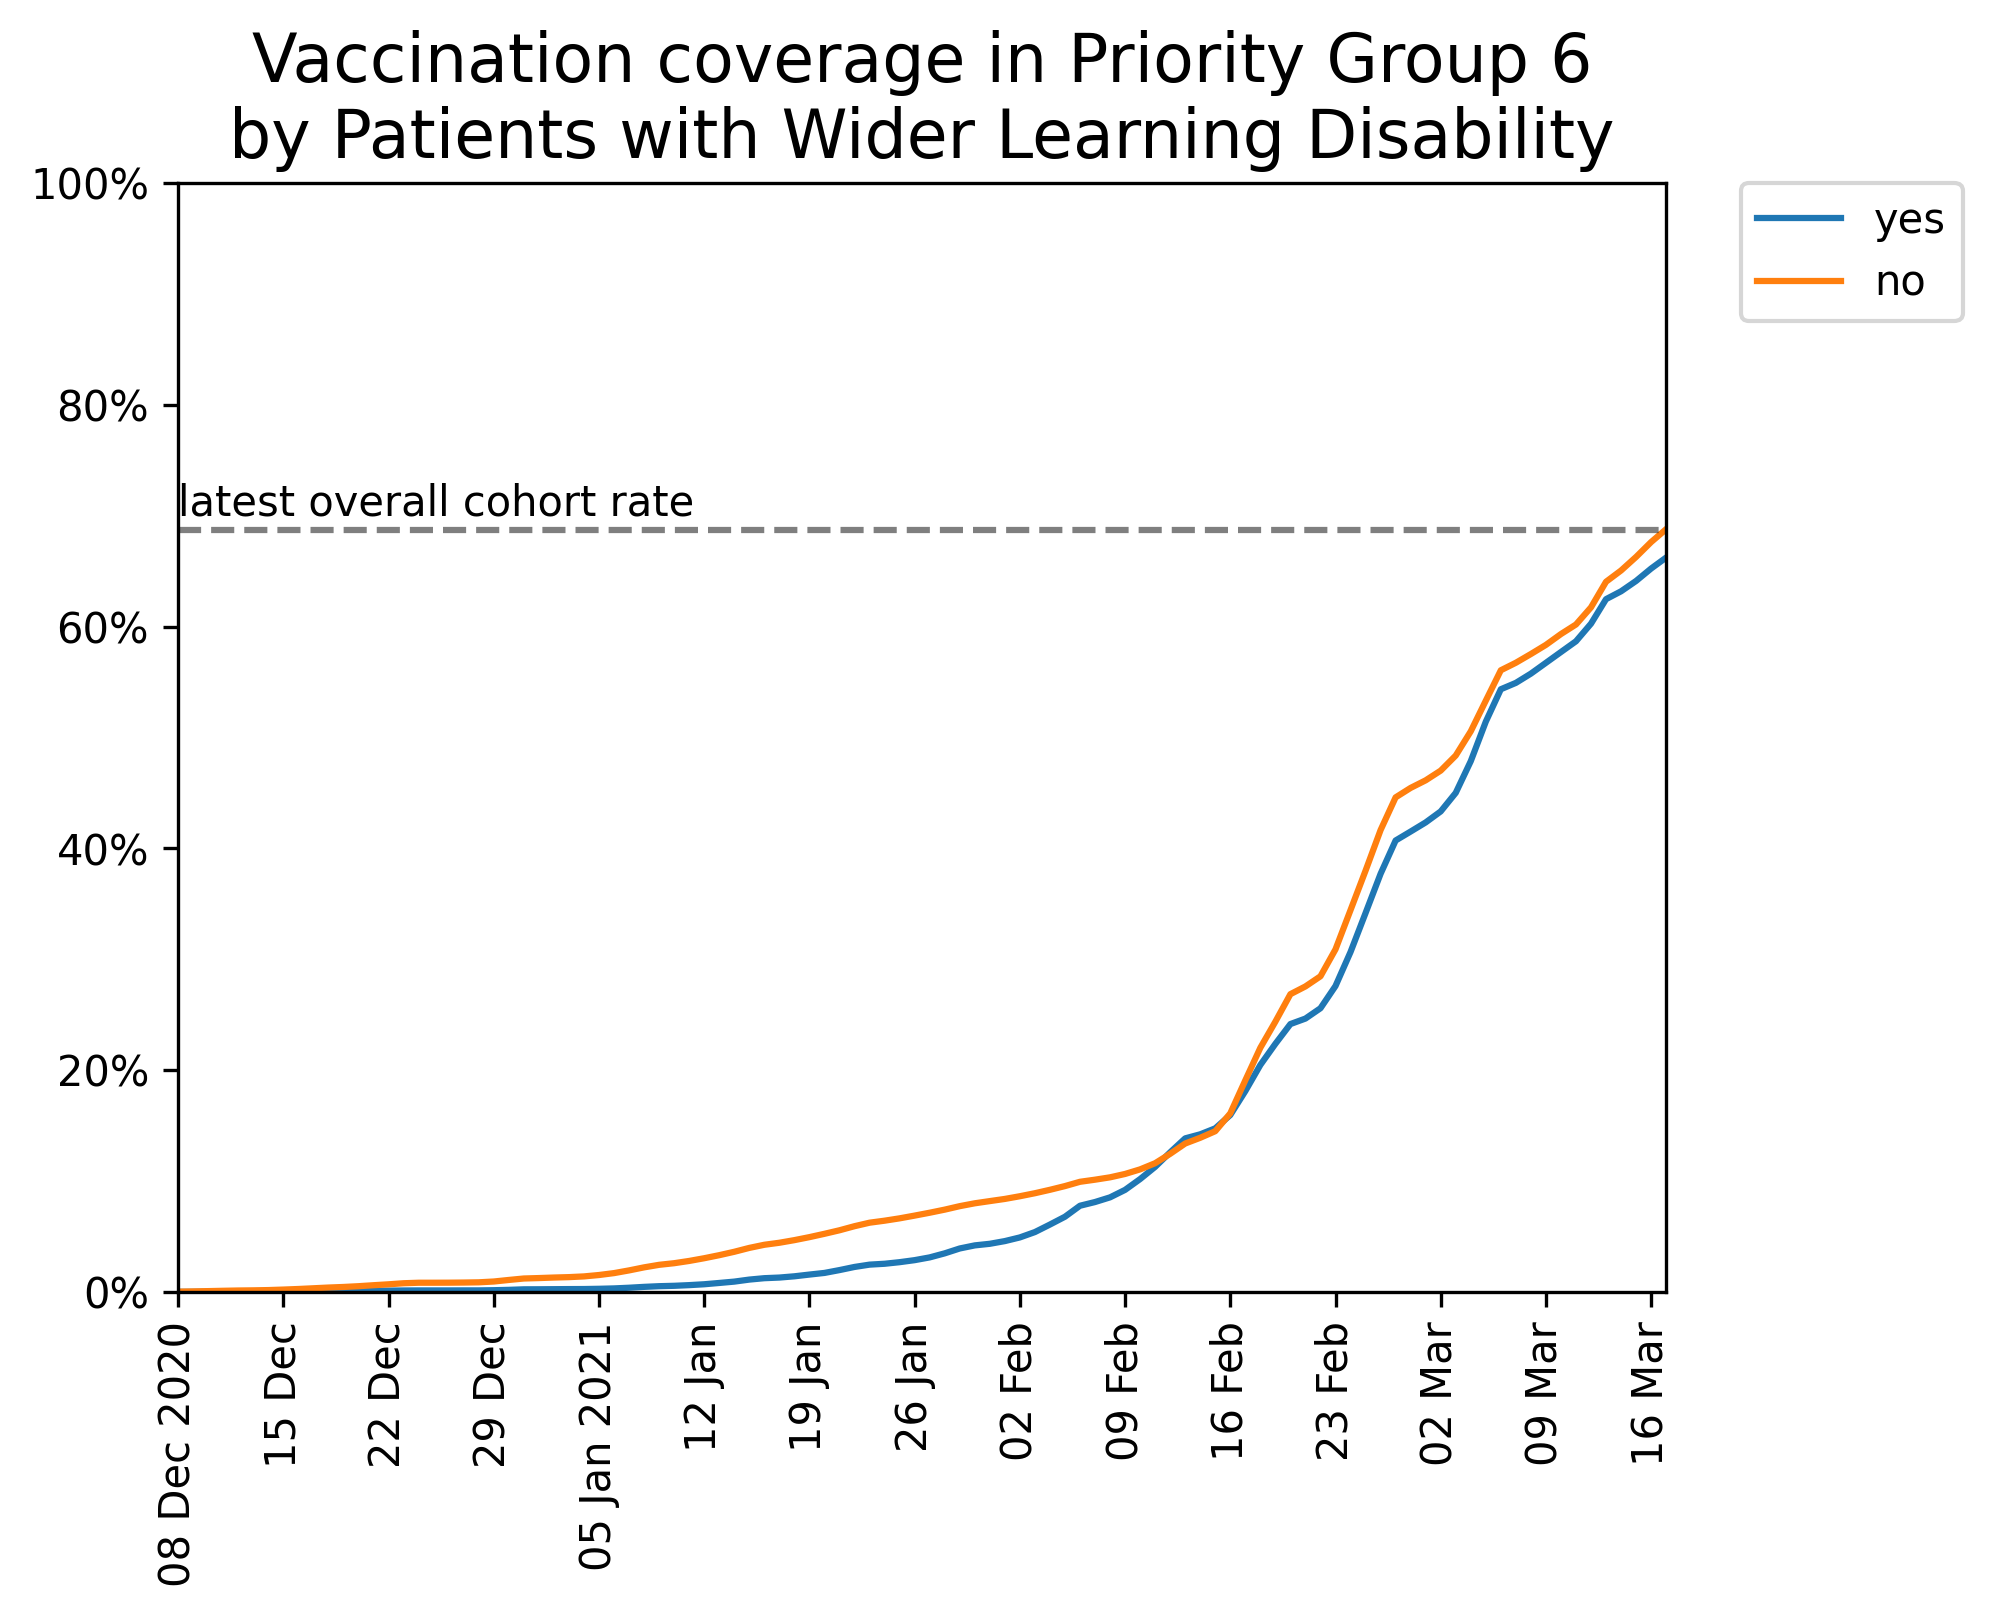 Vaccination coverage in Priority Group 6
by Patients with Wider Learning Disability
100%
80%
60%
40%
20%
0%
latest overall cohort rate
yes
no
08 Dec 2020
15 Dec
22 Dec
29 Dec
05 Jan 2021
12 Jan
19 Jan
26 Jan
02 Feb
09 Feb
16 Feb
23 Feb
02 Mar
09 Mar
16 Mar